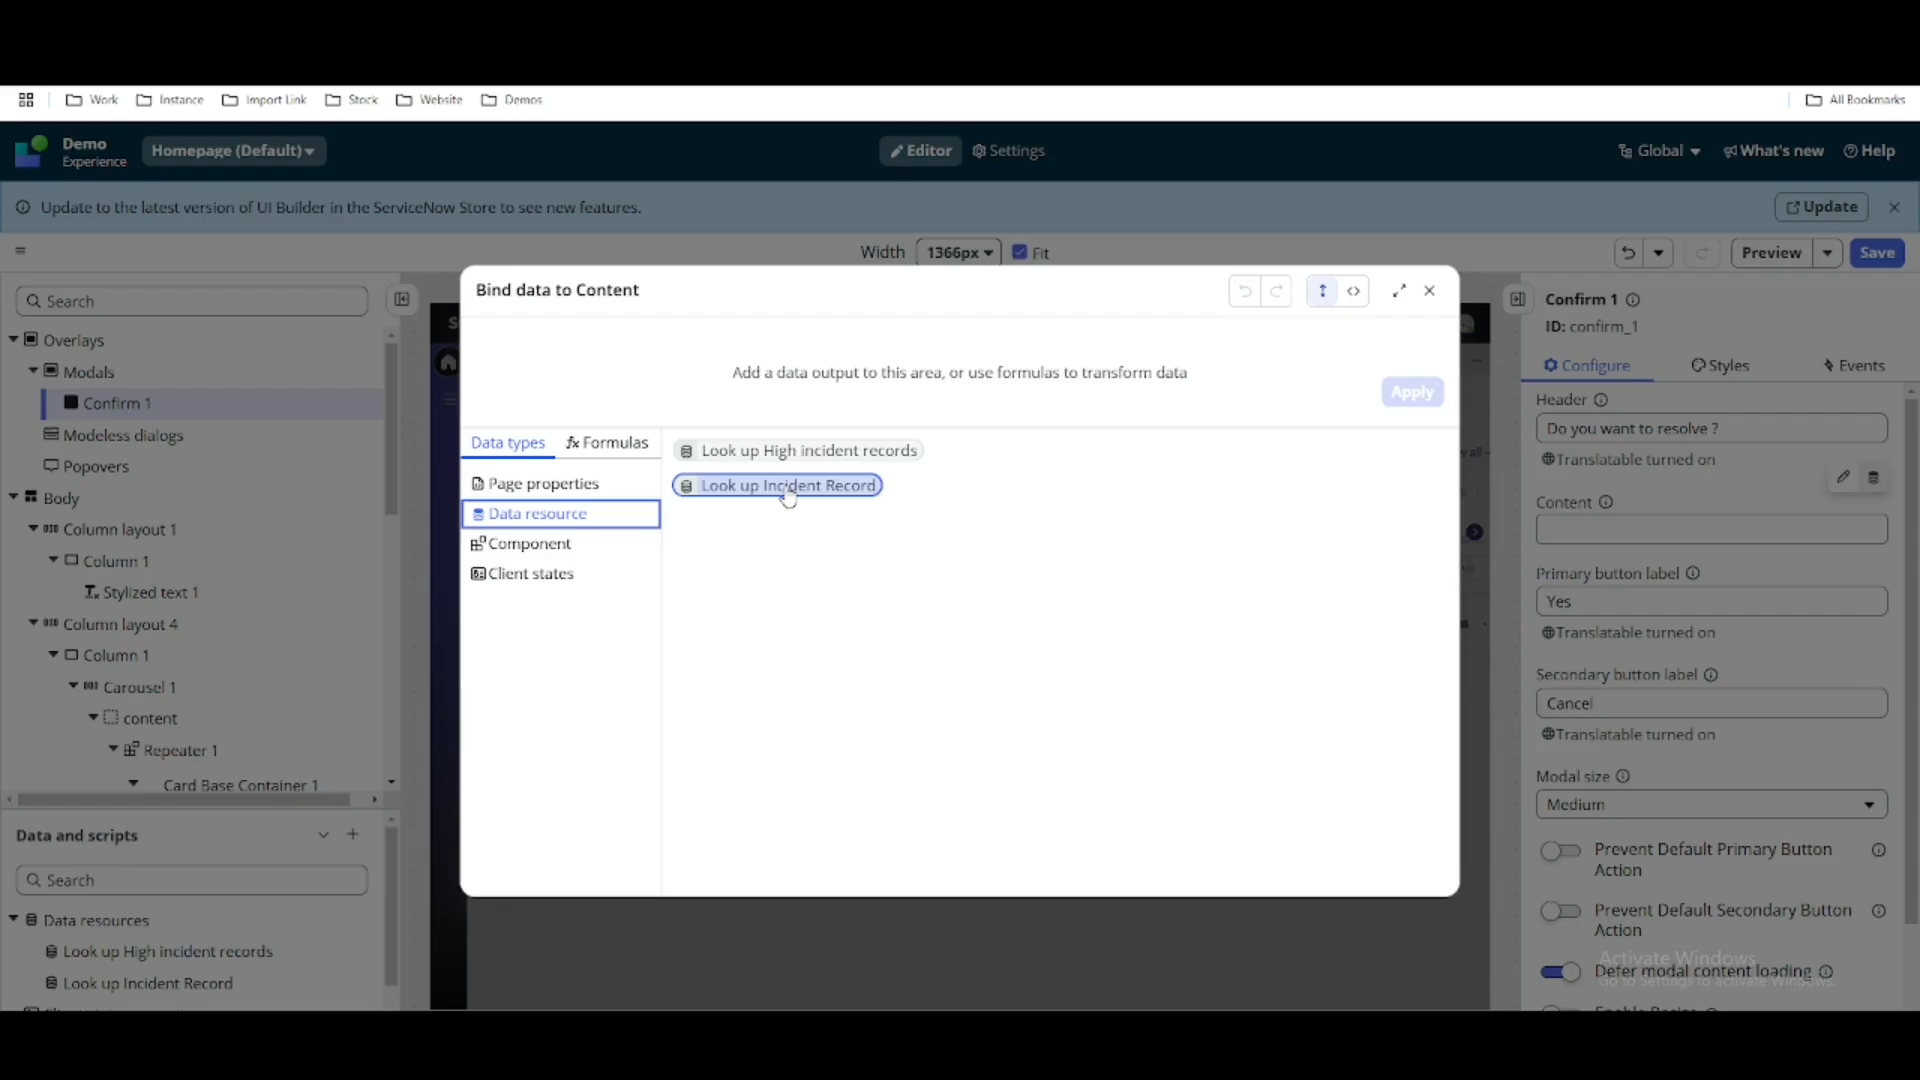 Work
Instance
Import Link
Stock
Website
Demos
All Bookmarks
Demo
Experience
Homepage (Default)
Editor
Settings
Global
What's new
Help
Update to the latest version of UI Builder in the ServiceNow Store to see new features.
Update
Width
1366px
Fit
Preview
Save
Search
Overlays
Modals
Confirm 1
Modeless dialogs
Popovers
Body
Column layout 1
Column 1
Stylized text 1
Column layout 4
Column 1
Carousel 1
content
Repeater 1
Card Base Container 1
Data and scripts
Search
Data resources
Look up High incident records
Look up Incident Record
Bind data to Content
Add a data output to this area, or use formulas to transform data
Apply
Data types
fx Formulas
Page properties
Data resource
Component
Client states
Look up High incident records
Look up Incident Record
Confirm 1
ID: confirm_1
Configure
Styles
Events
Header
Do you want to resolve ?
Translatable turned on
Content
Primary button label
Yes
Translatable turned on
Secondary button label
Cancel
Translatable turned on
Modal size
Medium
Prevent Default Primary Button
Action
Prevent Default Secondary Button
Action
Activate Windows
Defer modal content loading
Go to Settings to activate Windows.